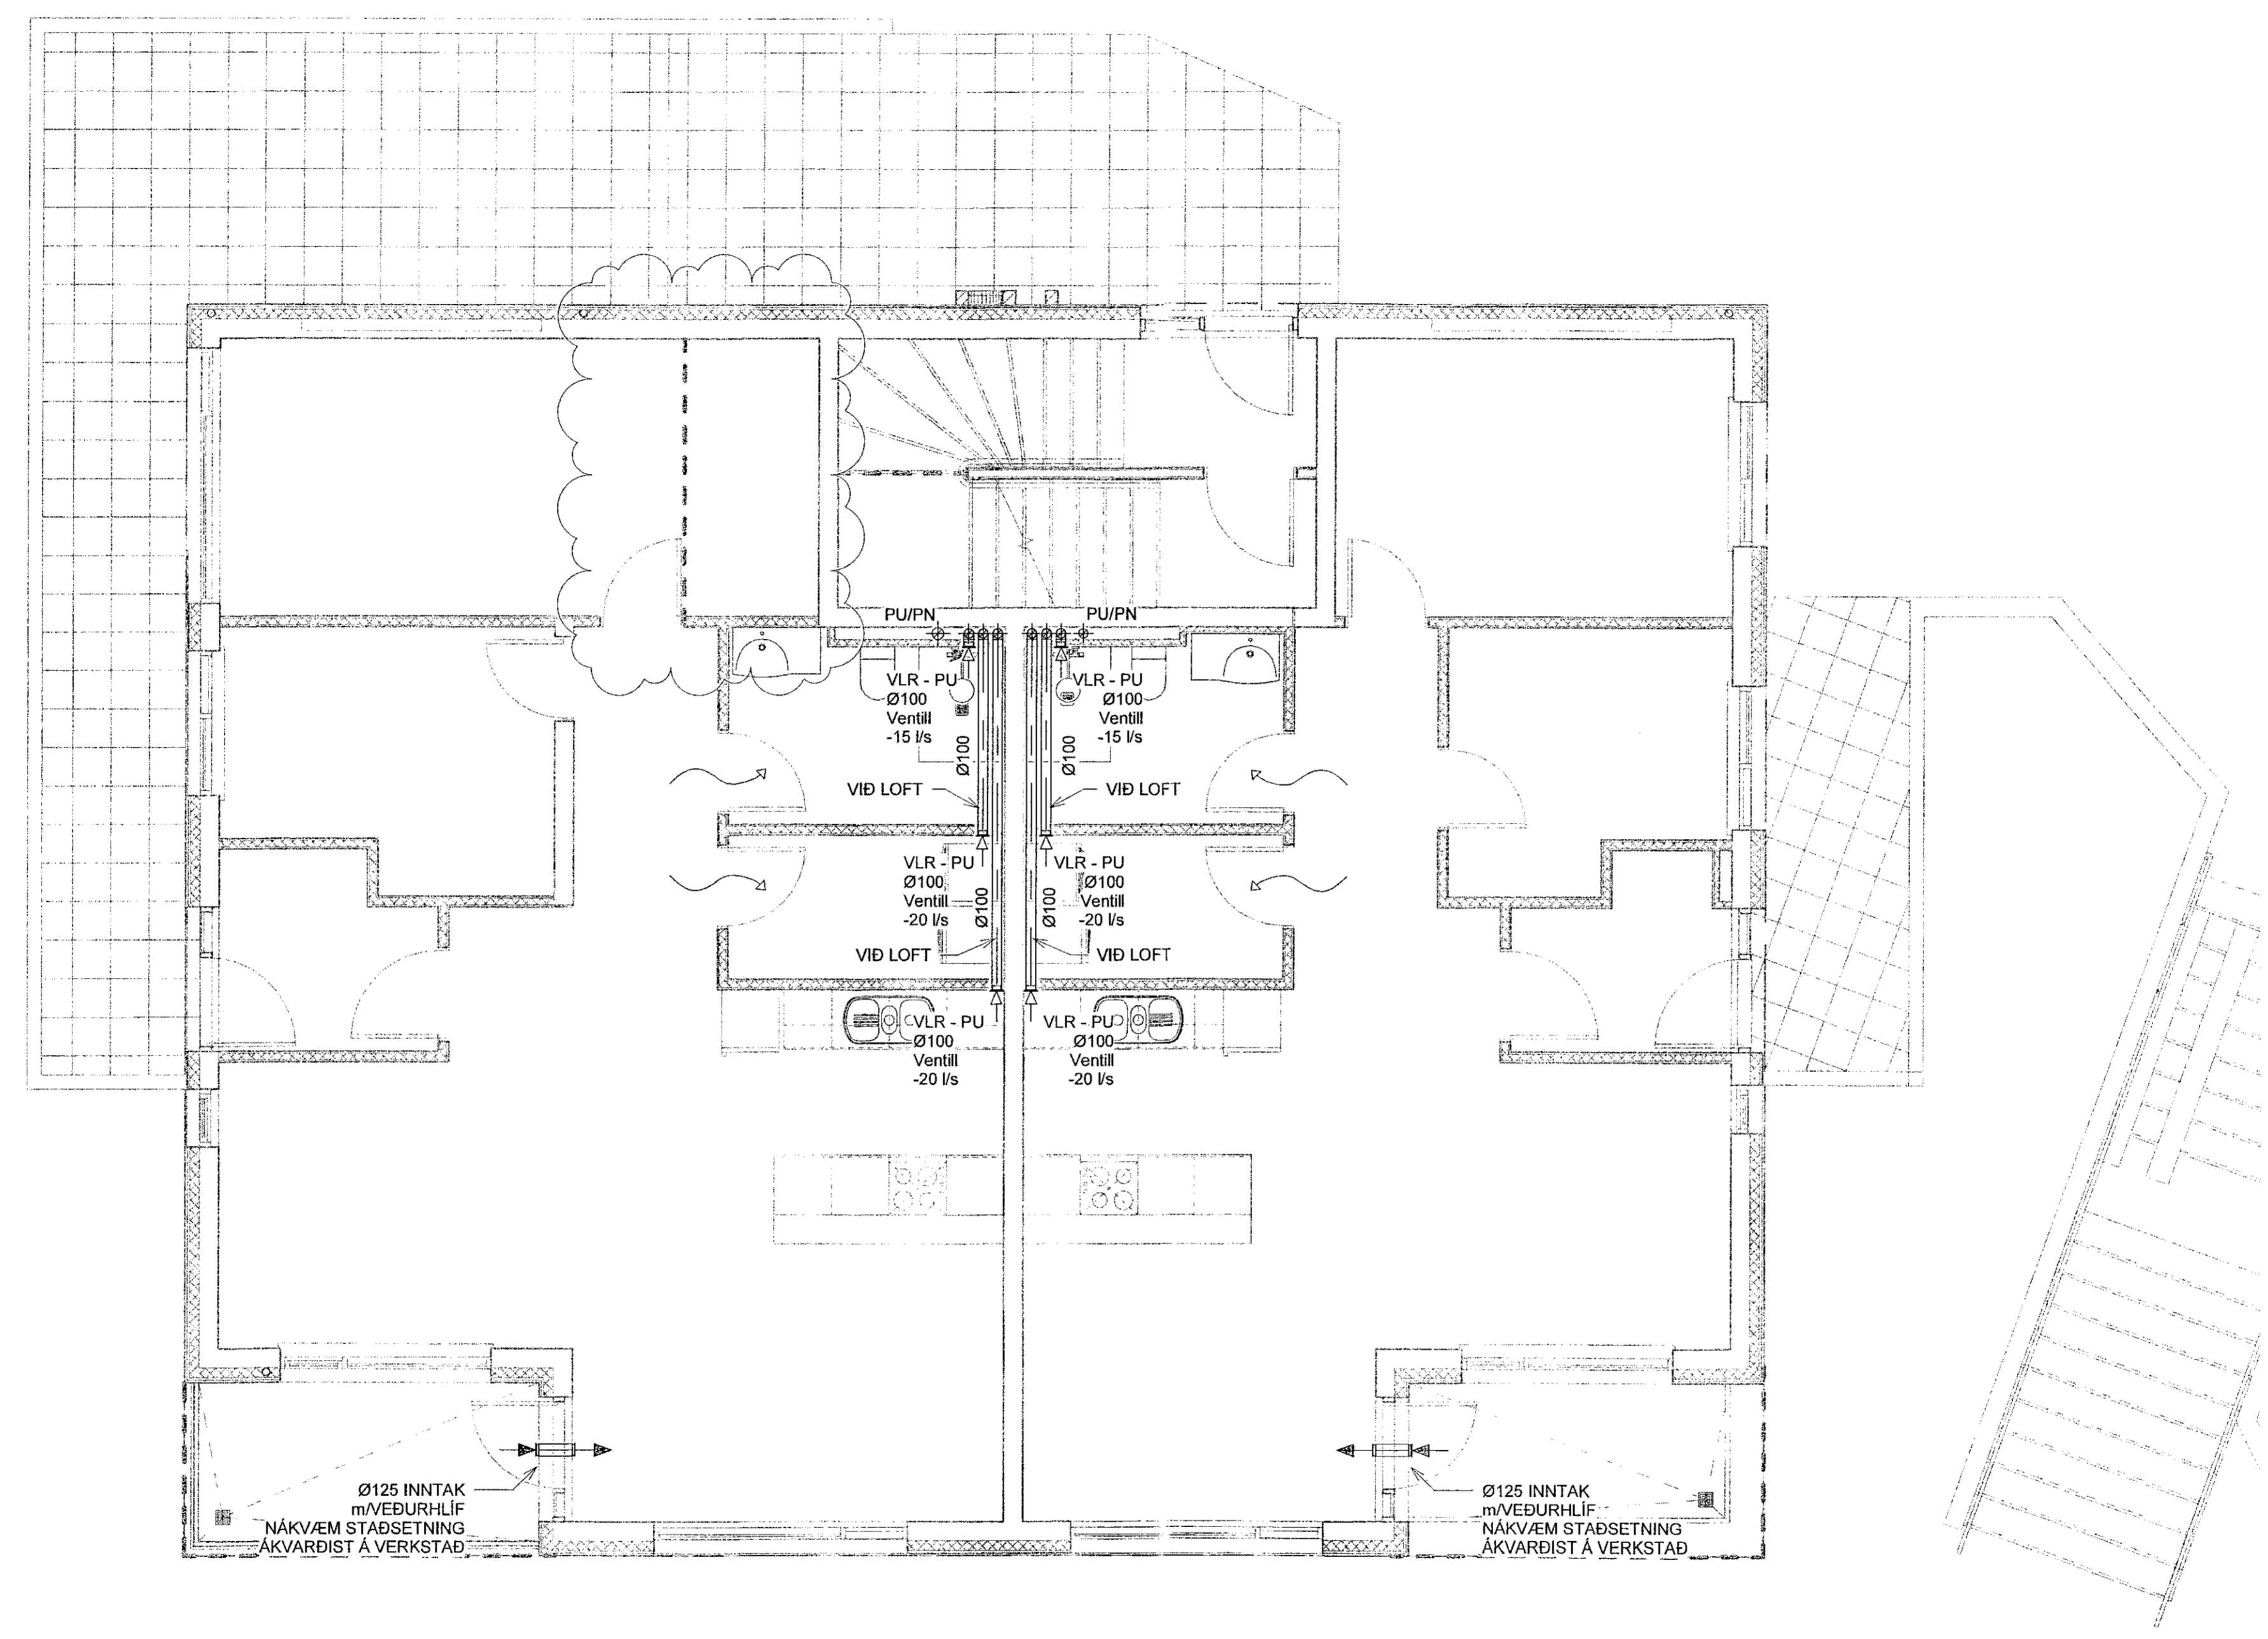 PU/PN
PU/PN
VLR - PU
Ø100
Ventill
-15 l/s
VLR - PU
Ø100
Ventill
-15 l/s
Ø100
Ø100
VIÐ LOFT
VIÐ LOFT
VLR - PU
Ø100
Ventill
-20 l/s
VLR - PU
Ø100
Ventill
-20 l/s
Ø100
Ø100
VIÐ LOFT
VIÐ LOFT
VLR - PU
Ø100
Ventill
-20 l/s
VLR - PU
Ø100
Ventill
-20 l/s
Ø125 INNTAK
m/VEÐURHLÍF
NÁKVÆM STAÐSETNING
ÁKVARÐIST Á VERKSTAÐ
Ø125 INNTAK
m/VEÐURHLÍF
NÁKVÆM STAÐSETNING
ÁKVARÐIST Á VERKSTAÐ